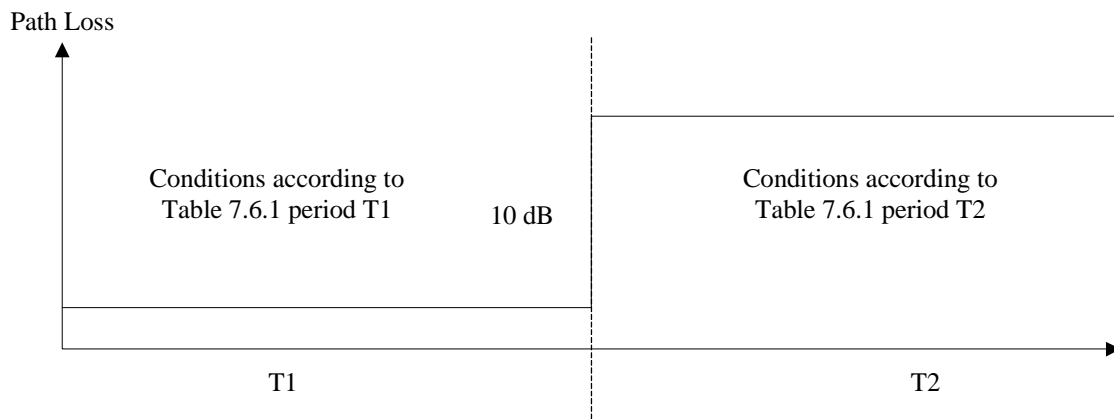 Path Loss
Conditions according to
Table 7.6.1 period T1
10 dB
Conditions according to
Table 7.6.1 period T2
T1
T2